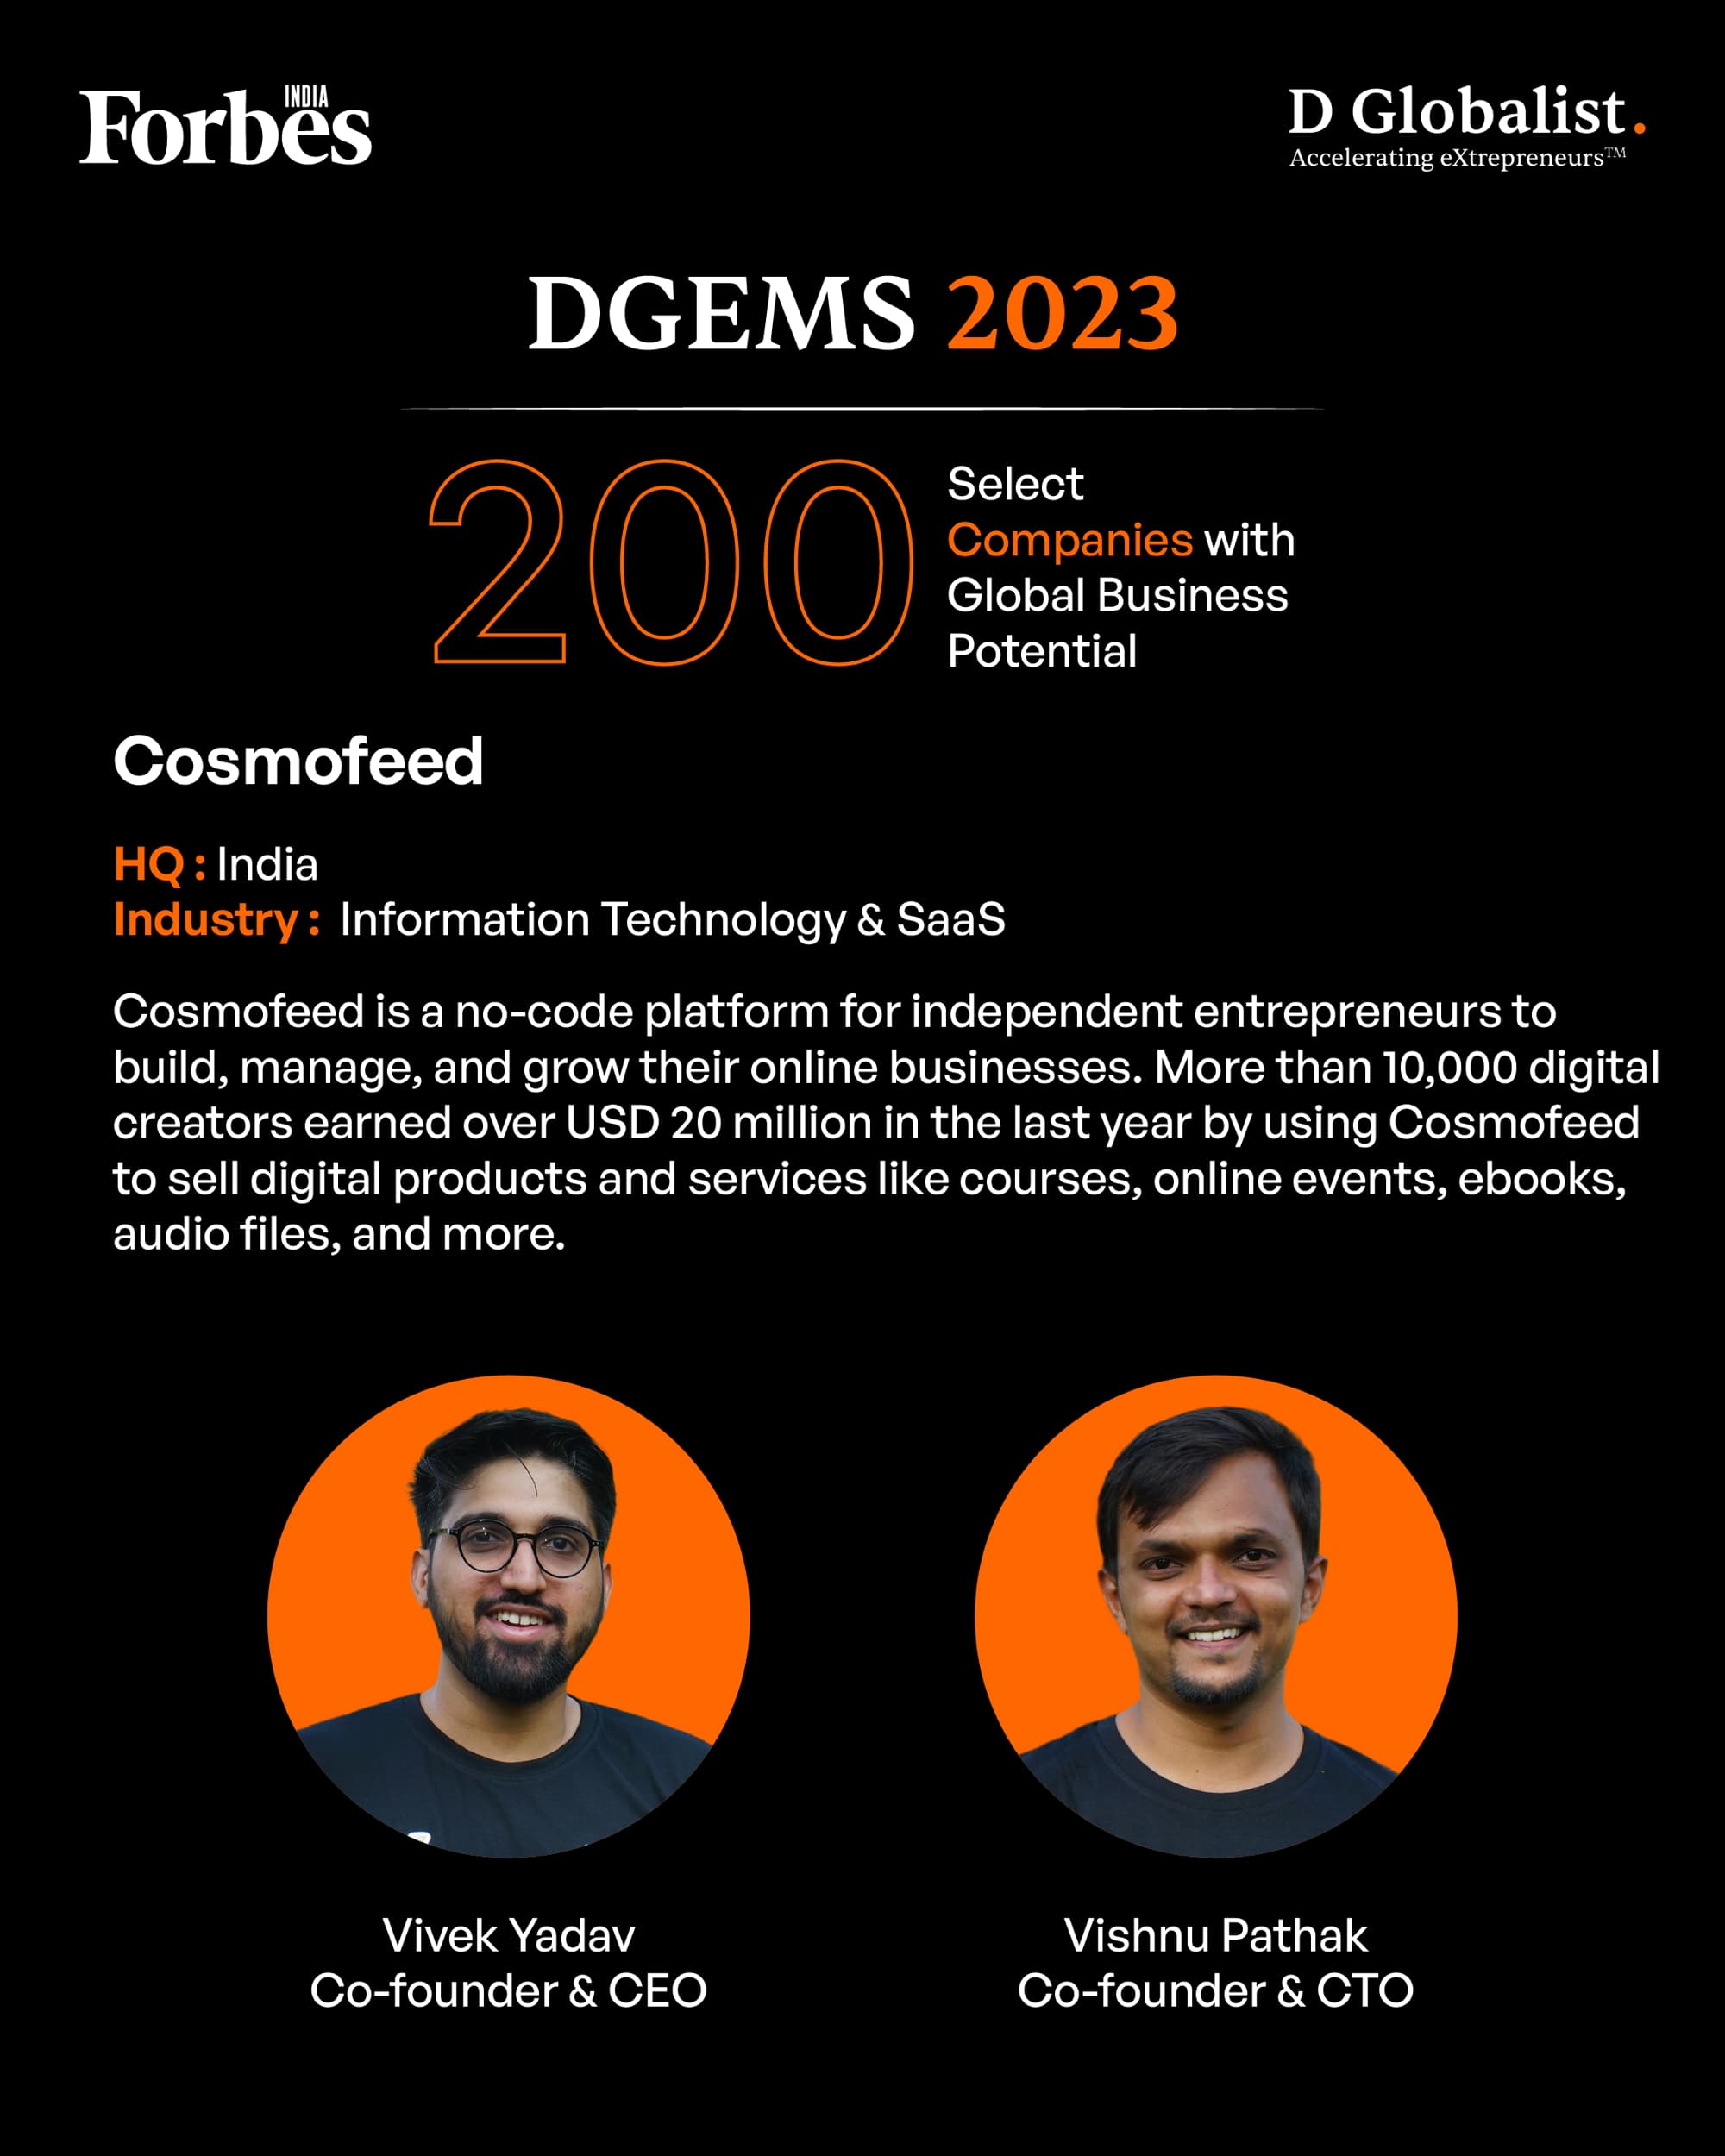 Forbes INDIA
D Globalist.
Accelerating eXtrepreneurs™
DGEMS 2023
200
Select
Companies with
Global Business
Potential
Cosmofeed
HQ : India
Industry : Information Technology & SaaS
Cosmofeed is a no-code platform for independent entrepreneurs to
build, manage, and grow their online businesses. More than 10,000 digital
creators earned over USD 20 million in the last year by using Cosmofeed
to sell digital products and services like courses, online events, ebooks,
audio files, and more.
Vivek Yadav
Co-founder & CEO
Vishnu Pathak
Co-founder & CTO